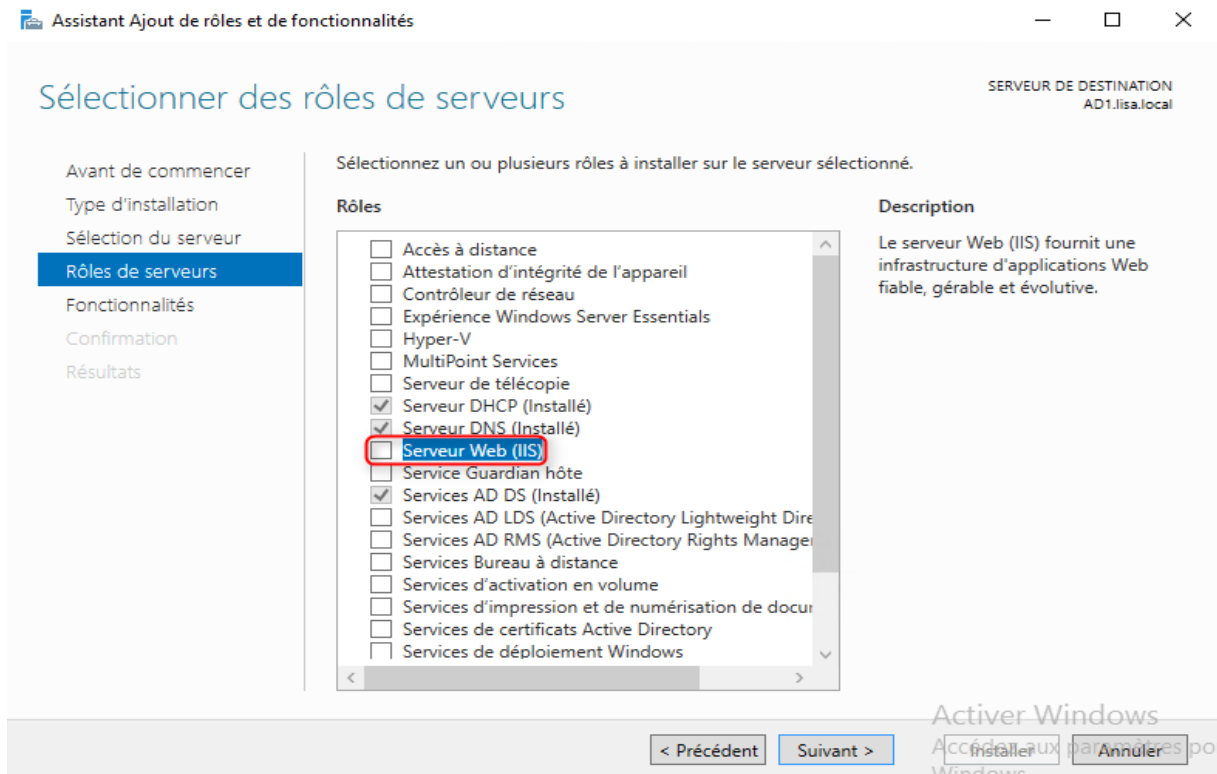 Assistant Ajout de rôles et de fonctionnalités
Sélectionner des rôles de serveurs
SERVEUR DE DESTINATION
AD1.lisa.local
Avant de commencer
Type d'installation
Sélection du serveur
Rôles de serveurs
Fonctionnalités
Confirmation
Résultats
Sélectionnez un ou plusieurs rôles à installer sur le serveur sélectionné.
Rôles
Accès à distance
Attestation d'intégrité de l'appareil
Contrôleur de réseau
Expérience Windows Server Essentials
Hyper-V
MultiPoint Services
Serveur de télécopie
Serveur DHCP (Installé)
Serveur DNS (Installé)
Serveur Web (IIS)
Service Guardian hôte
Services AD DS (Installé)
Services AD LDS (Active Directory Lightweight Dire
Services AD RMS (Active Directory Rights Manager
Services Bureau à distance
Services d'activation en volume
Services d'impression et de numérisation de docu
Services de certificats Active Directory
Services de déploiement Windows
Description
Le serveur Web (IIS) fournit une
infrastructure d'applications Web
fiable, gérable et évolutive.
Activer Windows
Accédez aux paramètres po
Windows
< Précédent
Suivant >
Installer
Annuler